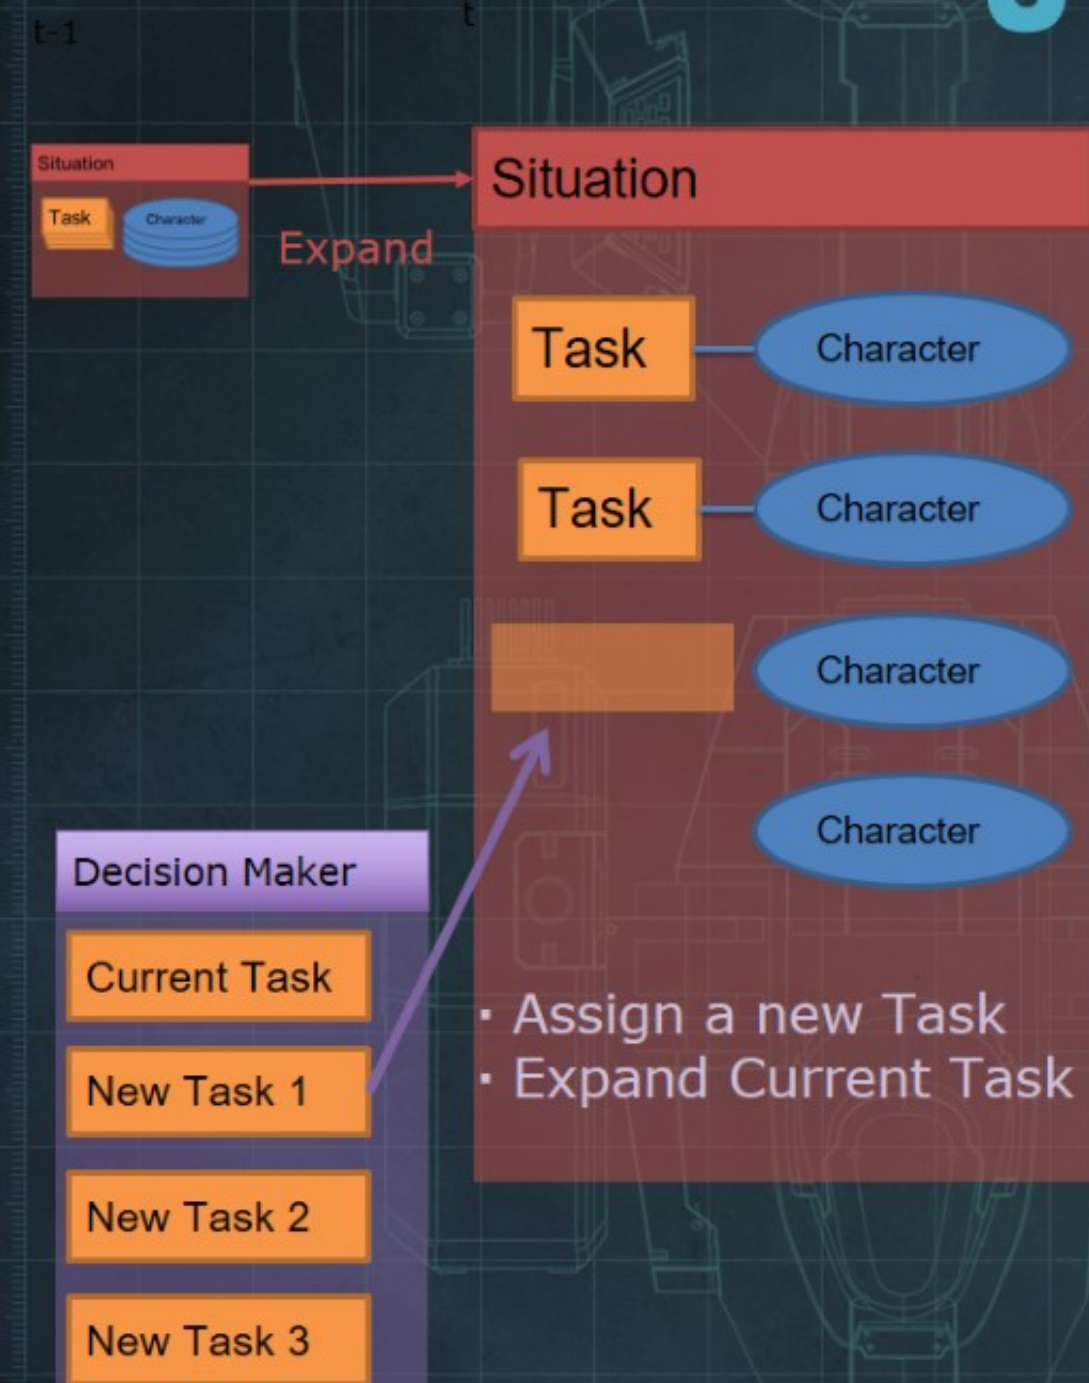 t-1
t
Situation
Task
Character
Expand
Situation
Task
Character
Task
Character
Character
Character
Decision Maker
Current Task
New Task 1
New Task 2
New Task 3
· Assign a new Task
· Expand Current Task